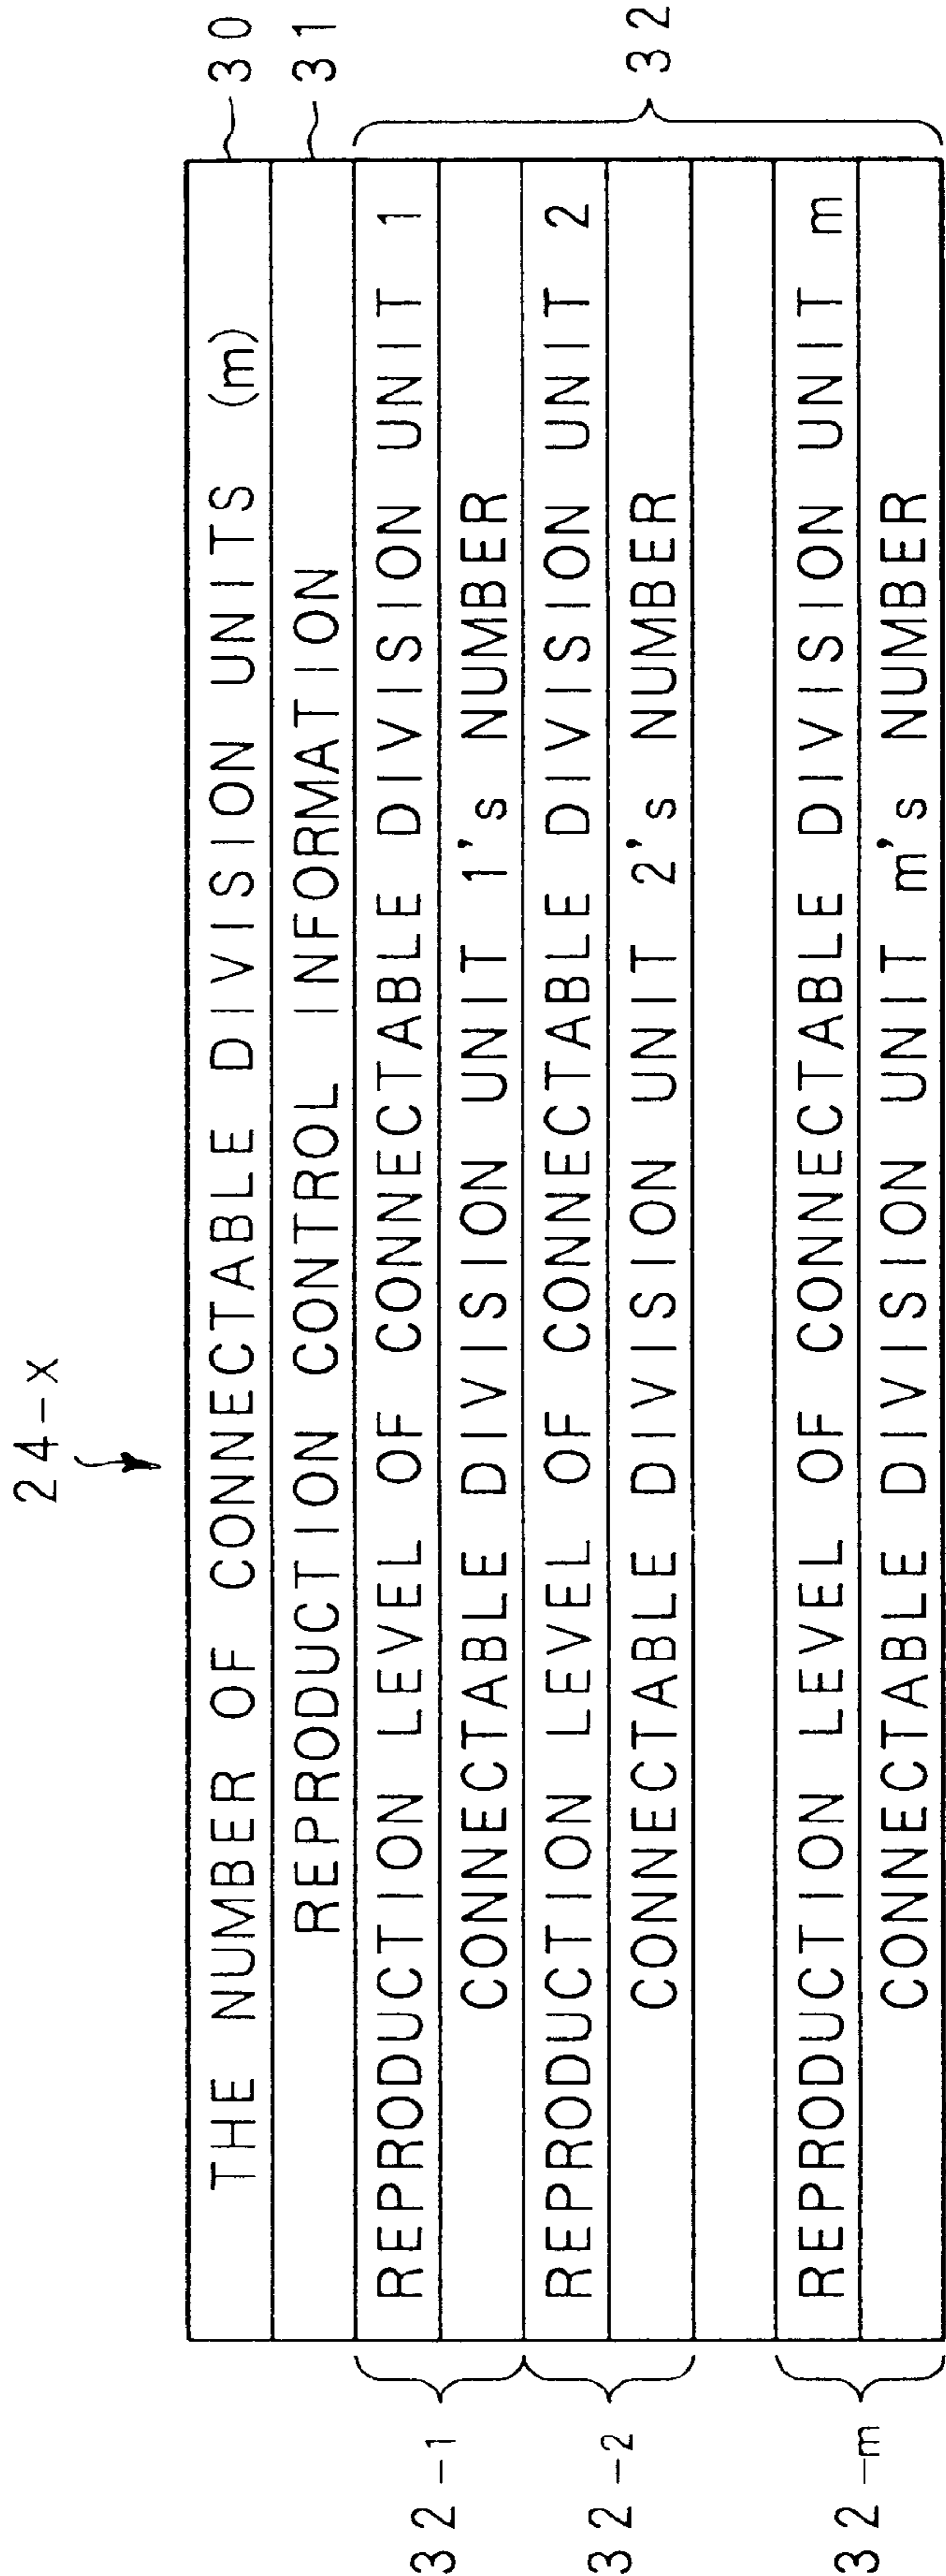 24-x
THE NUMBER OF CONNECTABLE DIVISION UNITS (m) 30
REPRODUCTION CONTROL INFORMATION 31
REPRODUCTION LEVEL OF CONNECTABLE DIVISION UNIT 1
32-1
CONNECTABLE DIVISION UNIT 1's NUMBER
REPRODUCTION LEVEL OF CONNECTABLE DIVISION UNIT 2
32-2
CONNECTABLE DIVISION UNIT 2's NUMBER
32
REPRODUCTION LEVEL OF CONNECTABLE DIVISION UNIT m
32-m
CONNECTABLE DIVISION UNIT m's NUMBER